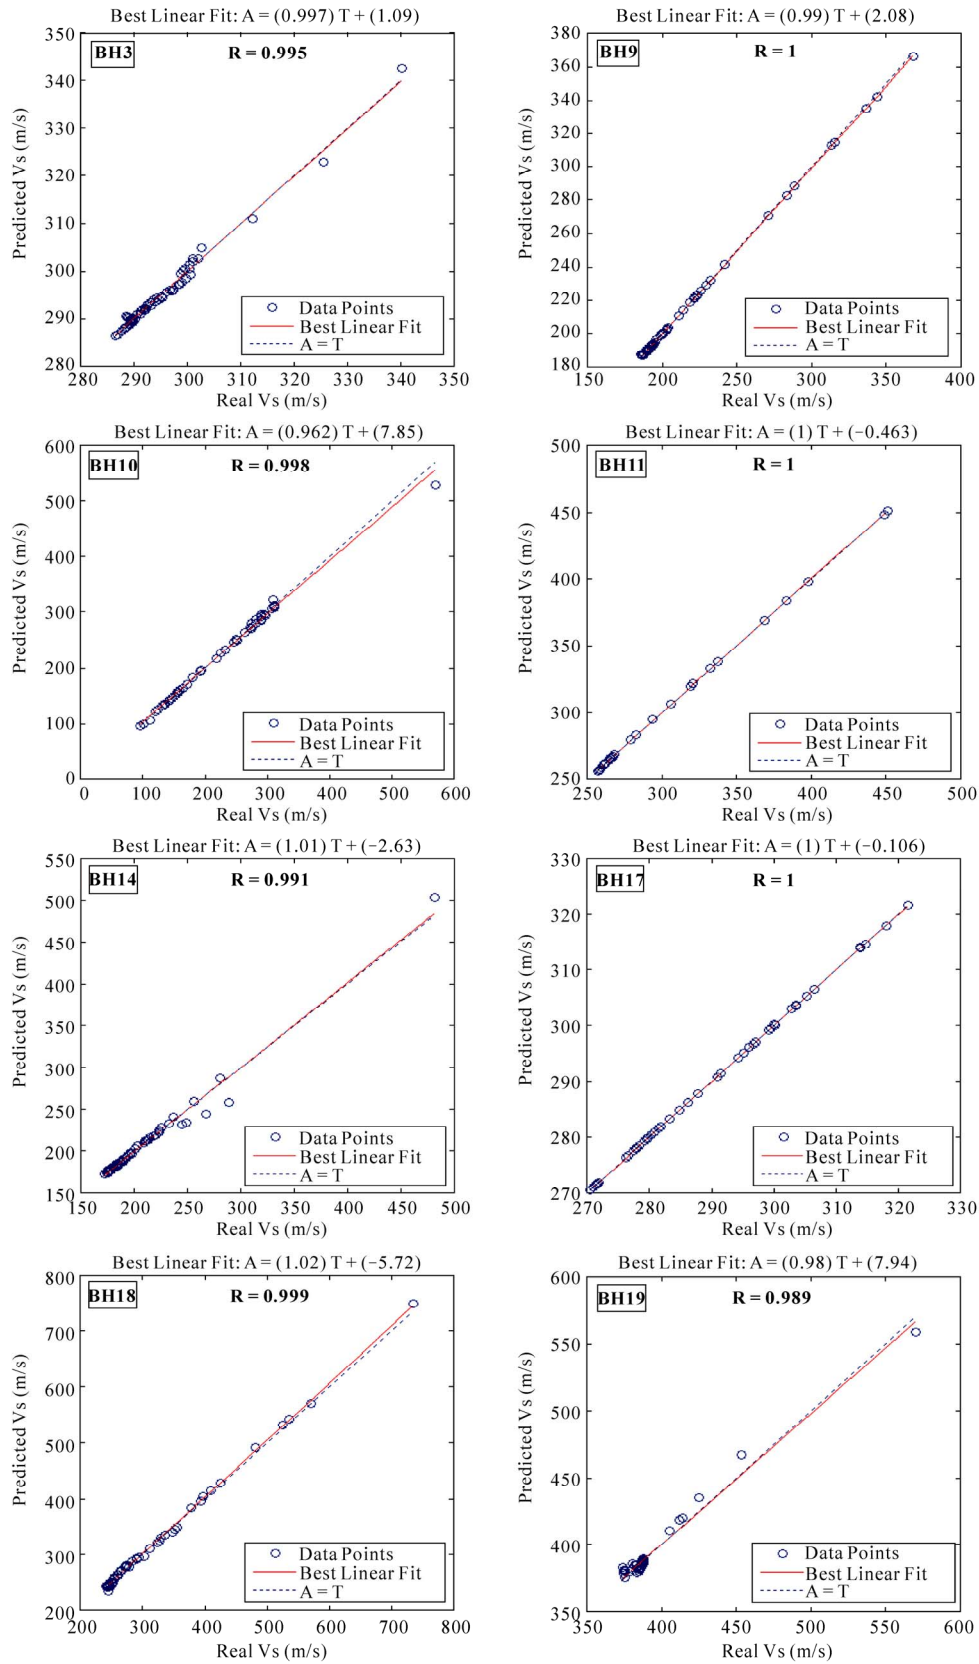 Best Linear Fit: A = (0.997) T + (1.09)
BH3
R = 0.995
Predicted Vs (m/s)
350
340
330
320
310
300
290
280
Data Points
Best Linear Fit
A = T
280 290 300 310 320 330 340 350
Real Vs (m/s)
Best Linear Fit: A = (0.99) T + (2.08)
BH9
R = 1
Predicted Vs (m/s)
380
360
340
320
300
280
260
240
220
200
180
Data Points
Best Linear Fit
A = T
150 200 250 300 350 400
Real Vs (m/s)
Best Linear Fit: A = (0.962) T + (7.85)
BH10
R = 0.998
Predicted Vs (m/s)
600
500
400
300
200
100
0
Data Points
Best Linear Fit
A = T
0 100 200 300 400 500 600
Real Vs (m/s)
Best Linear Fit: A = (1) T + (−0.463)
BH11
R = 1
Predicted Vs (m/s)
500
450
400
350
300
250
Data Points
Best Linear Fit
A = T
250 300 350 400 450 500
Real Vs (m/s)
Best Linear Fit: A = (1.01) T + (−2.63)
BH14
R = 0.991
Predicted Vs (m/s)
550
500
450
400
350
300
250
200
150
Data Points
Best Linear Fit
A = T
150 200 250 300 350 400 450 500
Real Vs (m/s)
Best Linear Fit: A = (1) T + (−0.106)
BH17
R = 1
Predicted Vs (m/s)
330
320
310
300
290
280
270
Data Points
Best Linear Fit
A = T
270 280 290 300 310 320 330
Real Vs (m/s)
Best Linear Fit: A = (1.02) T + (−5.72)
BH18
R = 0.999
Predicted Vs (m/s)
800
700
600
500
400
300
200
Data Points
Best Linear Fit
A = T
200 300 400 500 600 700 800
Real Vs (m/s)
Best Linear Fit: A = (0.98) T + (7.94)
BH19
R = 0.989
Predicted Vs (m/s)
600
550
500
450
400
350
Data Points
Best Linear Fit
A = T
350 400 450 500 550 600
Real Vs (m/s)